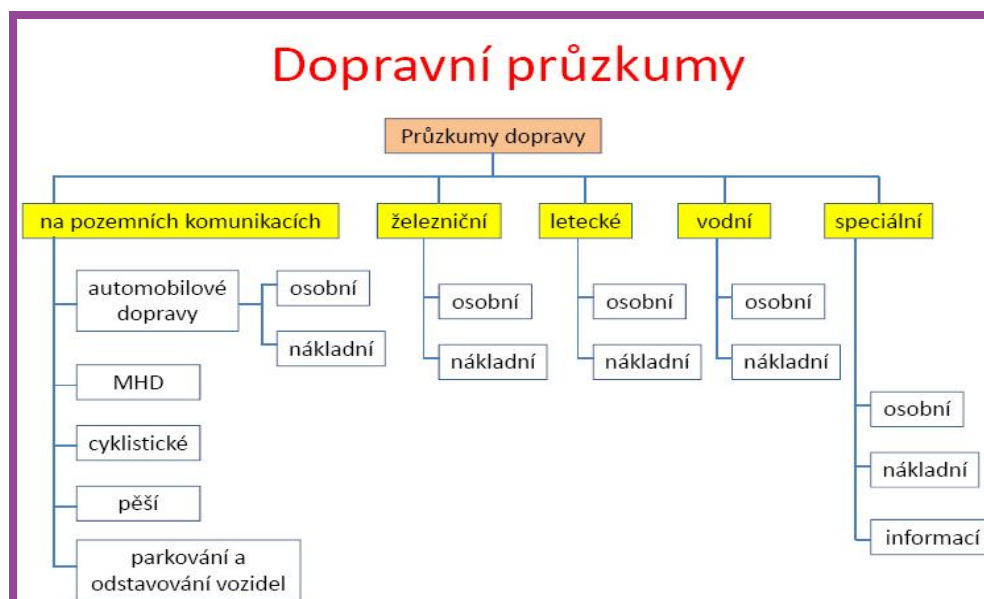 Dopravní průzkumy
Průzkumy dopravy
na pozemních komunikacích
železniční
letecké
vodní
speciální
automobilové
dopravy
osobní
nákladní
MHD
cyklistické
pěší
parkování a
odstavování vozidel
osobní
nákladní
osobní
nákladní
osobní
nákladní
osobní
nákladní
informací